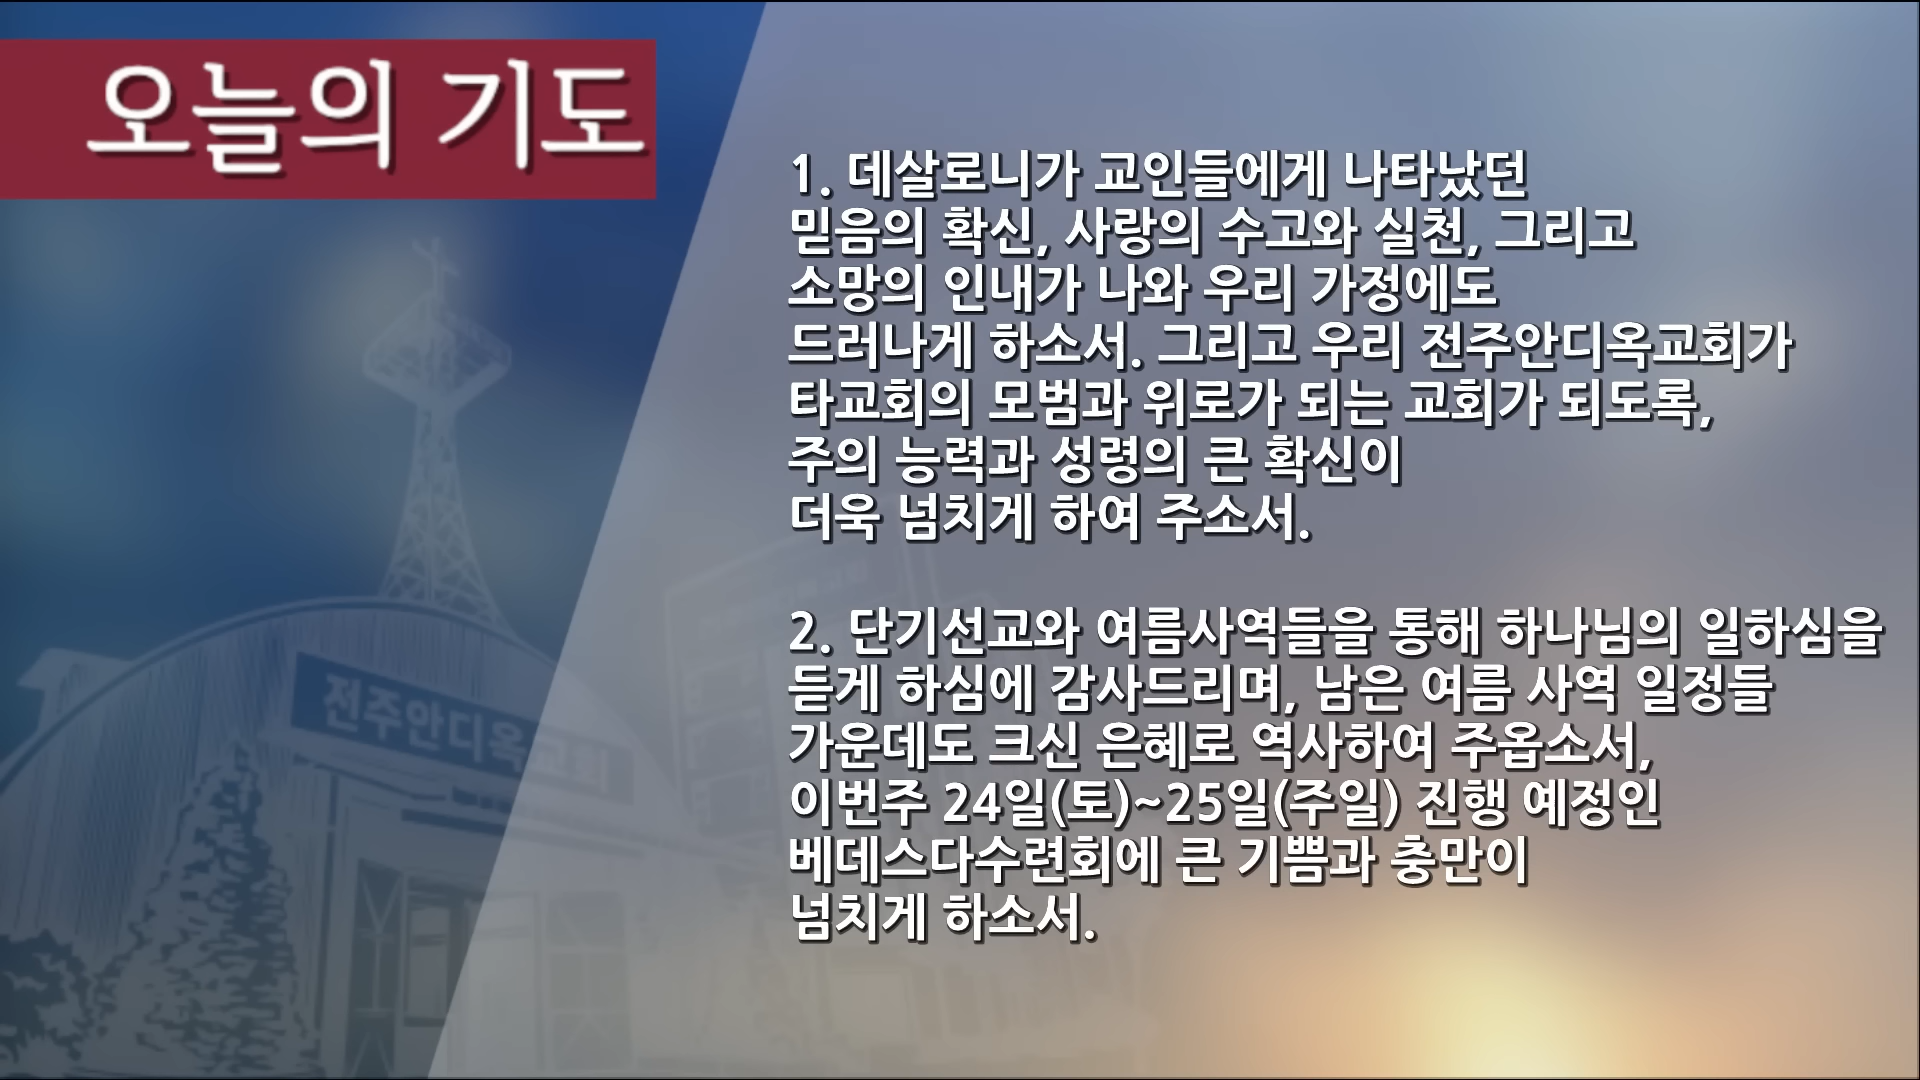 오늘의 기도
1. 데살로니가 교인들에게 나타났던
믿음의 확신, 사랑의 수고와 실천, 그리고
소망의 인내가 나와 우리 가정에도
드러나게 하소서. 그리고 우리 전주안디옥교회가
타교회의 모범과 위로가 되는 교회가 되도록,
주의 능력과 성령의 큰 확신이
더욱 넘치게 하여 주소서.
2. 단기선교와 여름사역들을 통해 하나님의 일하심을
듣게 하심에 감사드리며, 남은 여름 사역 일정들
가운데도 크신 은혜로 역사하여 주옵소서,
이번주 24일(토)~25일(주일) 진행 예정인
베데스다수련회에 큰 기쁨과 충만이
넘치게 하소서.
전주안디옥교회